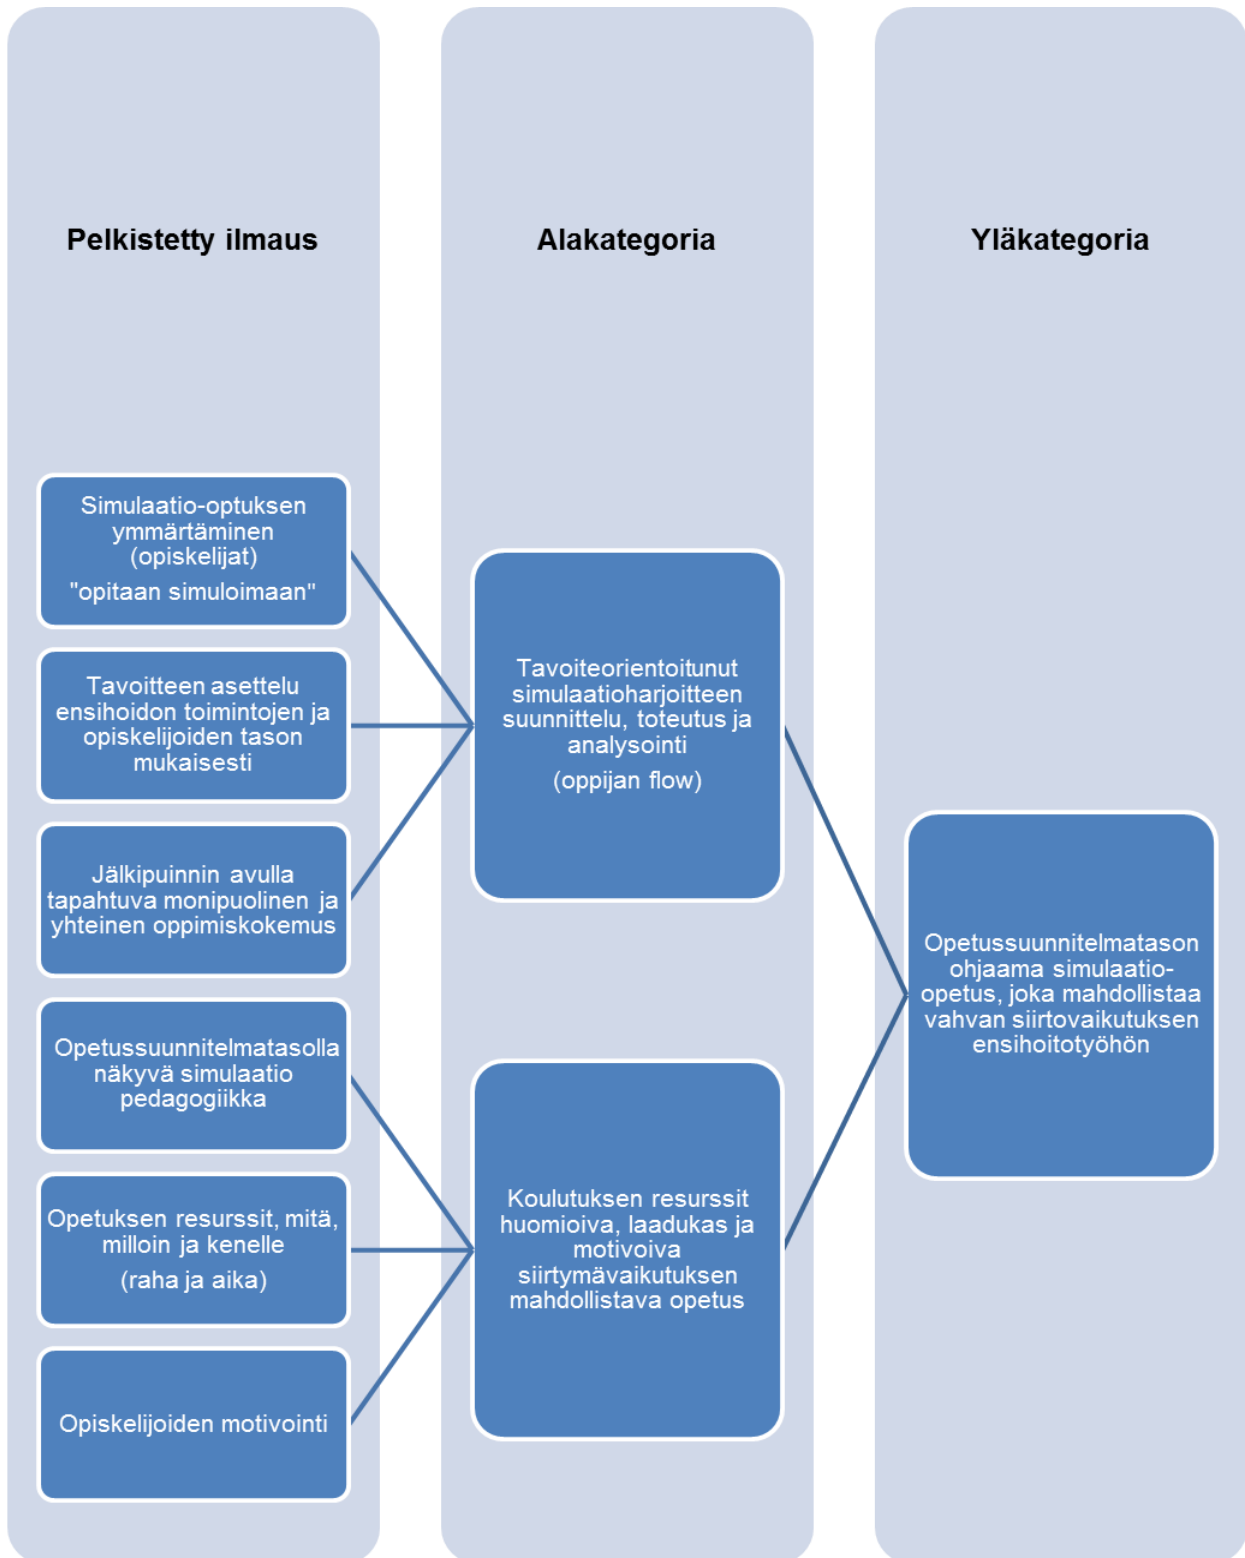 Pelkistetty ilmaus
Alakategoria
Yläkategoria
Simulaatio-optuksen
ymmärtäminen
(opiskelijat)
"opitaan simuloimaan"
Tavoitteen asettelu
ensihoidon toimintojen ja
opiskelijoiden tason
mukaisesti
Jälkipuinnin avulla
tapahtuva monipuolinen ja
yhteinen oppimiskokemus
Opetussuunnitelmatasolla
näkyvä simulaatio
pedagogiikka
Opetuksen resurssit, mitä,
milloin ja kenelle
(raha ja aika)
Opiskelijoiden motivointi
Tavoiteorientoitunut
simulaatioharjoitteen
suunnittelu, toteutus ja
analysointi
(oppijan flow)
Koulutuksen resurssit
huomioiva, laadukas ja
motivoiva
siirtymävaikutuksen
mahdollistava opetus
Opetussuunnitelmatason
ohjaama simulaatio-
opetus, joka mahdollistaa
vahvan siirtovaikutuksen
ensihoitotyöhön